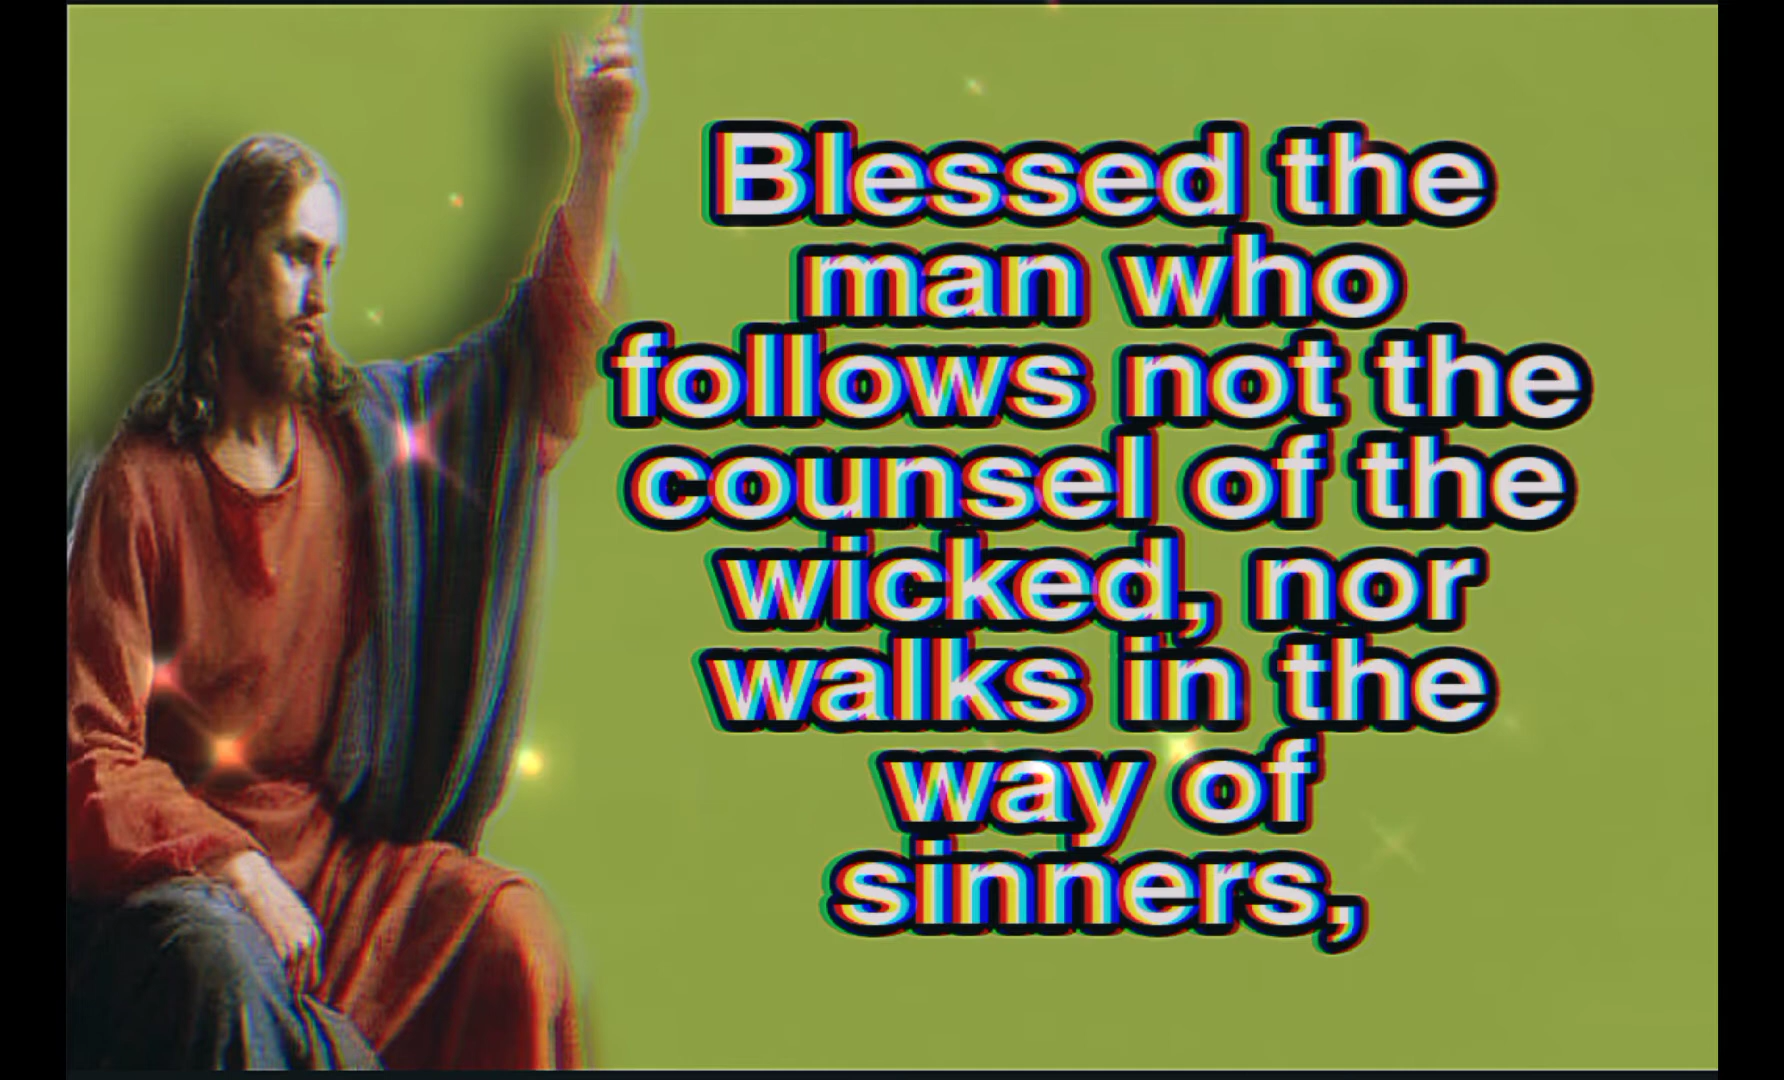 Blessed the
man who
follows not the
counsel of the
wicked, nor
walks in the
way of
sinners,